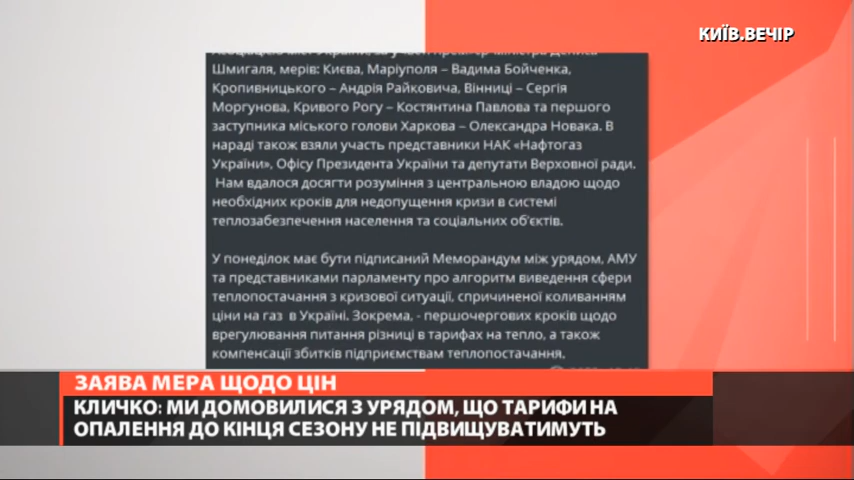 КИЇВ.ВЕЧІР
Шмигаля, мерів: Києва, Маріуполя – Вадима Бойченка,
Кропивницького – Андрія Райковича, Вінниці – Сергія
Моргунова, Кривого Рогу – Костянтина Павлова та першого
заступника міського голови Харкова – Олександра Новака. В
нараді також взяли участь представники НАК «Нафтогаз
України», Офісу Президента України та депутати Верховної ради.
Нам вдалося досягти розуміння з центральною владою щодо
необхідних кроків для недопущення кризи в системі
теплозабезпечення населення та соціальних об'єктів.
У понеділок має бути підписаний Меморандум між урядом, АМУ
та представниками парламенту про алгоритм виведення сфери
теплопостачання з кризової ситуації, спричиненої коливанням
ціни на газ в Україні. Зокрема, - першочергових кроків щодо
врегулювання питання різниці в тарифах на тепло, а також
компенсації збитків підприємствам теплопостачання,
ЗАЯВА МЕРА ЩОДО ЦІН
КЛИЧКО: МИ ДОМОВИЛИСЯ З УРЯДОМ, ЩО ТАРИФИ НА
ОПАЛЕННЯ ДО КІНЦЯ СЕЗОНУ НЕ ПІДВИЩУВАТИМУТЬ